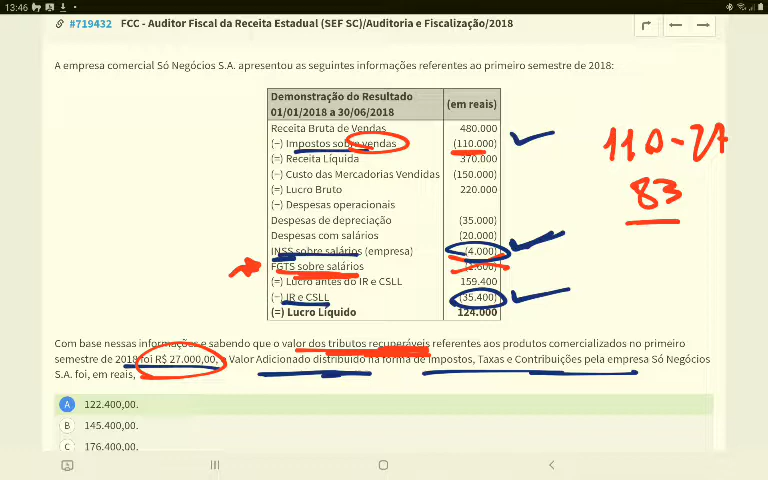 13:46
#719432 FCC - Auditor Fiscal da Receita Estadual (SEF SC)/Auditoria e Fiscalização/2018
A empresa comercial Só Negócios S.A. apresentou as seguintes informações referentes ao primeiro semestre de 2018:
Demonstração do Resultado
01/01/2018 a 30/06/2018 (em reais)
Receita Bruta de Vendas 480.000
(−) Impostos sobre vendas (110.000)
(=) Receita Líquida 370.000
(−) Custo das Mercadorias Vendidas (150.000)
(=) Lucro Bruto 220.000
(−) Despesas operacionais
Despesas de depreciação (35.000)
Despesas com salários (20.000)
INSS sobre salários (empresa) (4.000)
FGTS sobre salários (1.600)
(=) Lucro antes do IR e CSLL 159.400
(−) IR e CSLL (35.400)
(=) Lucro Líquido 124.000
110-27
83
Com base nessas informações e sabendo que o valor dos tributos recuperáveis referentes aos produtos comercializados no primeiro
semestre de 2018 foi R$ 27.000,00, o Valor Adicionado distribuído na forma de Impostos, Taxas e Contribuições pela empresa Só Negócios
S.A. foi, em reais,
A 122.400,00.
B 145.400,00.
C 176.400,00.